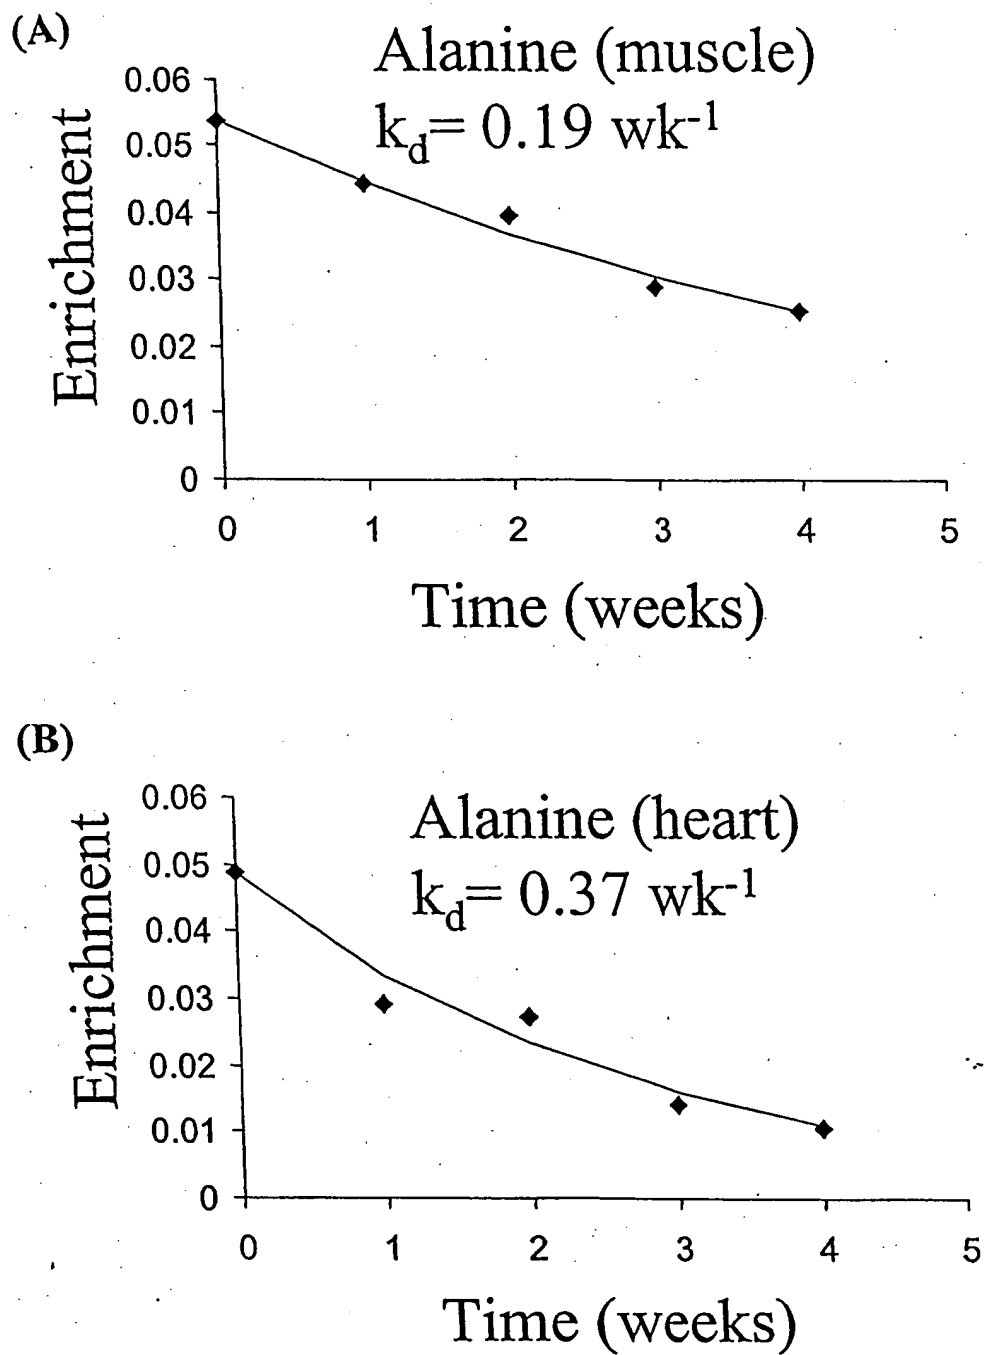 (A)
Alanine (muscle)
k_d= 0.19 wk⁻¹
Enrichment
0.06
0.05
0.04
0.03
0.02
0.01
0
0 1 2 3 4 5
Time (weeks)
(B)
Alanine (heart)
k_d= 0.37 wk⁻¹
Enrichment
0.06
0.05
0.04
0.03
0.02
0.01
0
0 1 2 3 4 5
Time (weeks)